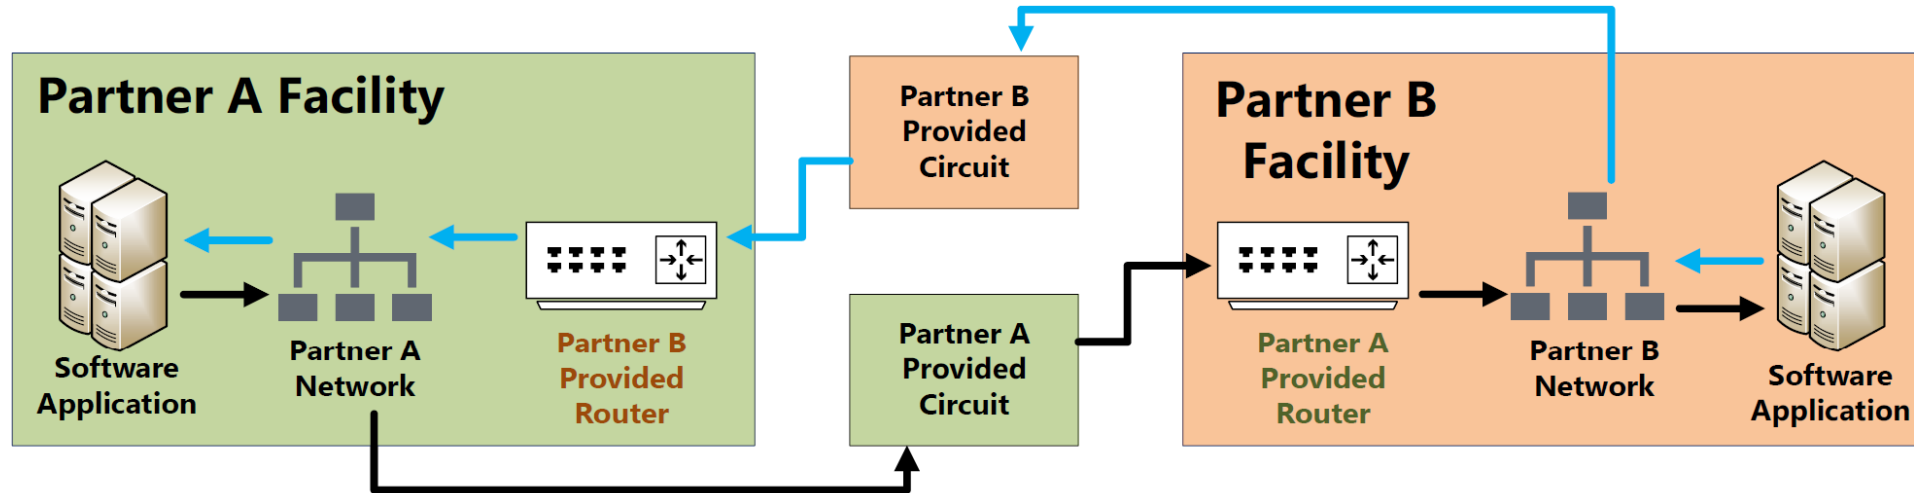 Partner A Facility
Software
Application
Partner A
Network
Partner B
Provided
Router
Partner B
Provided
Circuit
Partner A
Provided
Circuit
Partner B
Facility
Partner A
Provided
Router
Partner B
Network
Software
Application